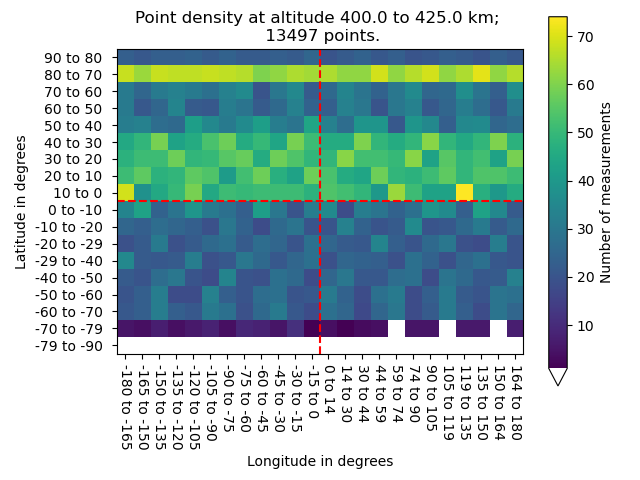 Point density at altitude 400.0 to 425.0 km;
13497 points.
Latitude in degrees
90 to 80
80 to 70
70 to 60
60 to 50
50 to 40
40 to 30
30 to 20
20 to 10
10 to 0
0 to -10
-10 to -20
-20 to -29
-29 to -40
-40 to -50
-50 to -60
-60 to -70
-70 to -79
-79 to -90
-180 to -165
-165 to -150
-150 to -135
-135 to -120
-120 to -105
-105 to -90
-90 to -75
-75 to -60
-60 to -45
-45 to -30
-30 to -15
-15 to 0
0 to 14
14 to 30
30 to 44
44 to 59
59 to 74
74 to 90
90 to 105
105 to 119
119 to 135
135 to 150
150 to 164
164 to 180
Longitude in degrees
70
60
50
40
30
20
10
Number of measurements